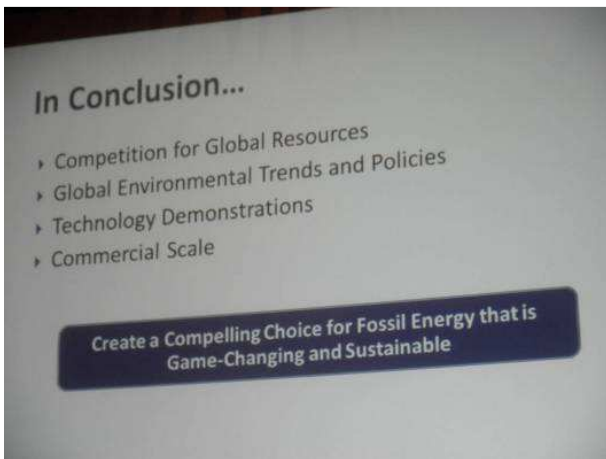 In Conclusion...
Competition for Global Resources
Global Environmental Trends and Policies
Technology Demonstrations
Commercial Scale
Create a Compelling Choice for Fossil Energy that is
Game-Changing and Sustainable